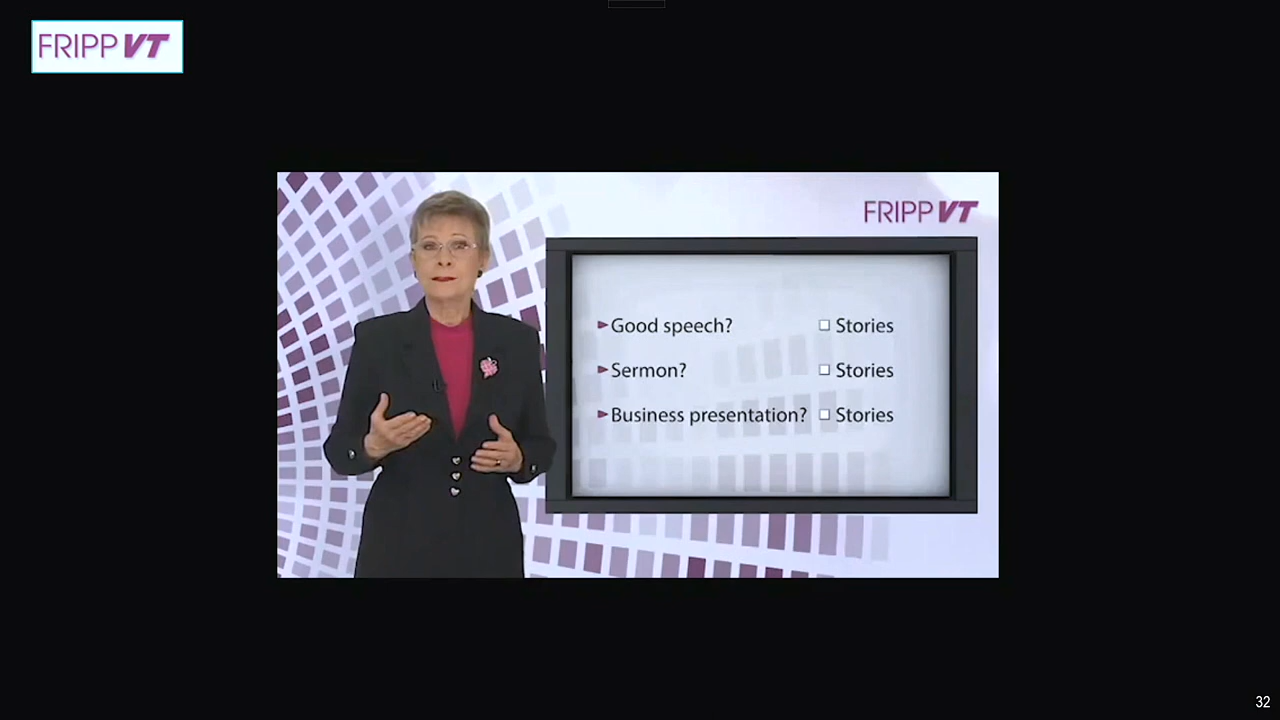 FRIPP VT
FRIPP VT
Good speech? Stories
Sermon? Stories
Business presentation? Stories
32